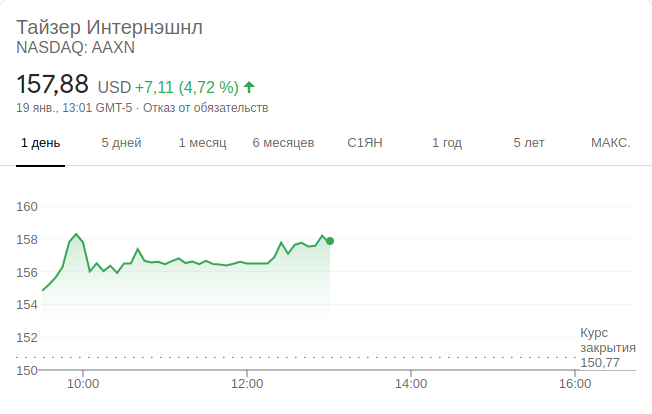 Тайзер Интернэшнл
NASDAQ: AAXN
157,88 USD +7,11 (4,72 %)
19 янв., 13:01 GMT-5 · Отказ от обязательств
1 день 5 дней 1 месяц 6 месяцев С1ЯН 1 год 5 лет МАКС.
160
158
156
154
152
150
Курс
закрытия
150,77
10:00 12:00 14:00 16:00